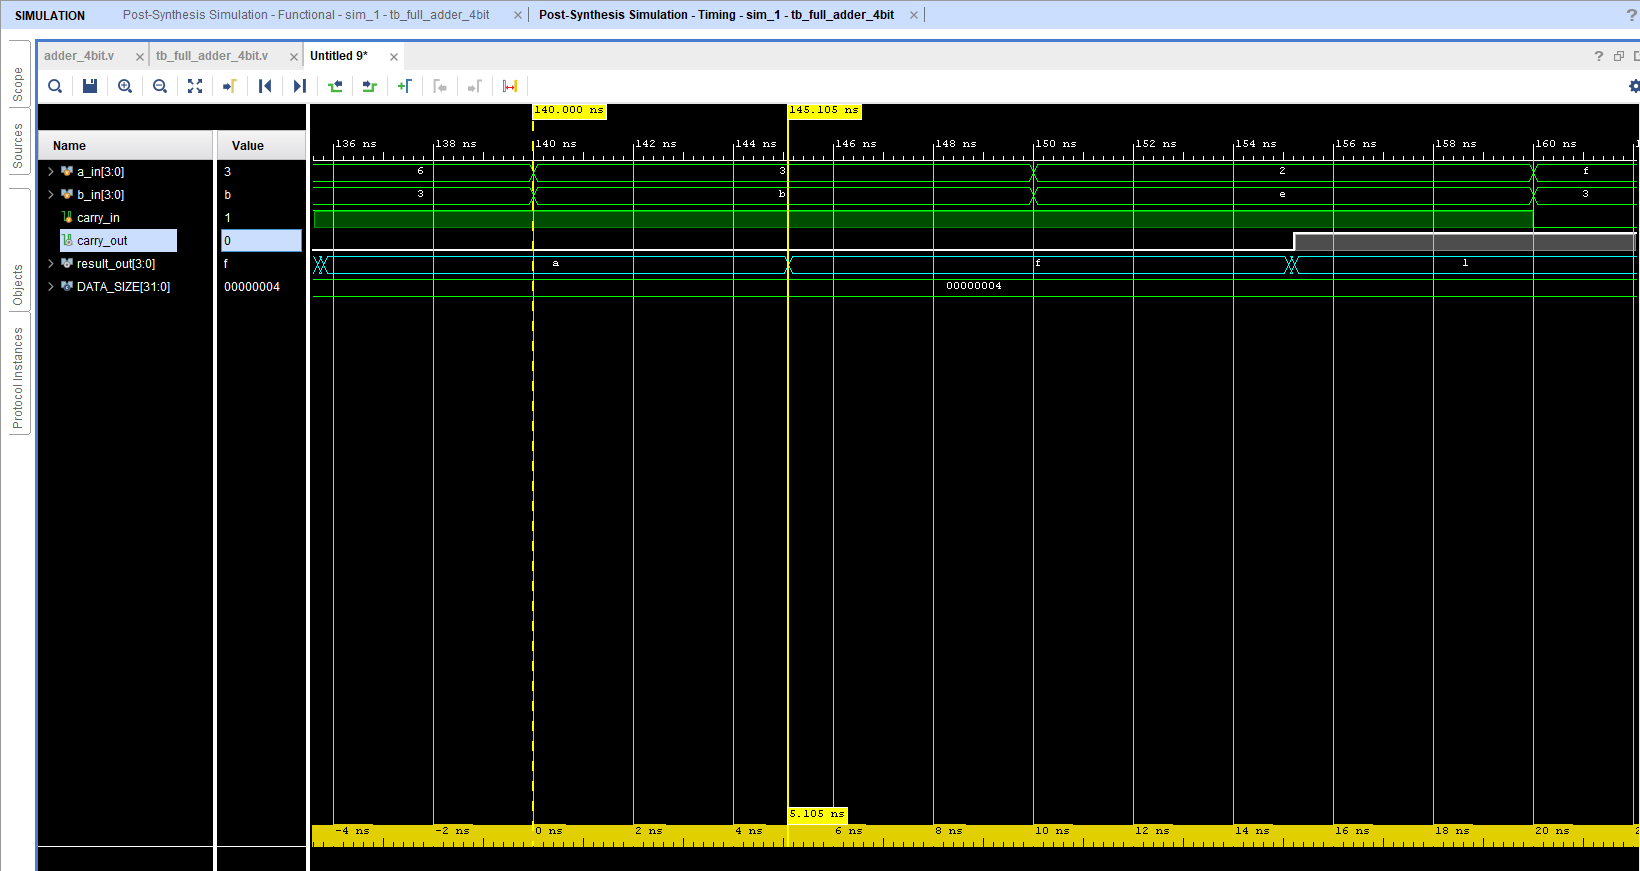 SIMULATION Post-Synthesis Simulation - Functional - sim_1 - tb_full_adder_4bit Post-Synthesis Simulation - Timing - sim_1 - tb_full_adder_4bit ?
adder_4bit.v tb_full_adder_4bit.v Untitled 9* ?
Scope
Sources
Objects
Protocol Instances
140.000 ns 145.105 ns
Name Value
136 ns 138 ns 140 ns 142 ns 144 ns 146 ns 148 ns 150 ns 152 ns 154 ns 156 ns 158 ns 160 ns
a_in[3:0] 3 6 3 2 f
b_in[3:0] b 3 b e 3
carry_in 1
carry_out 0
result_out[3:0] f a f 1
DATA_SIZE[31:0] 00000004 00000004
5.105 ns
-4 ns -2 ns 0 ns 2 ns 4 ns 6 ns 8 ns 10 ns 12 ns 14 ns 16 ns 18 ns 20 ns